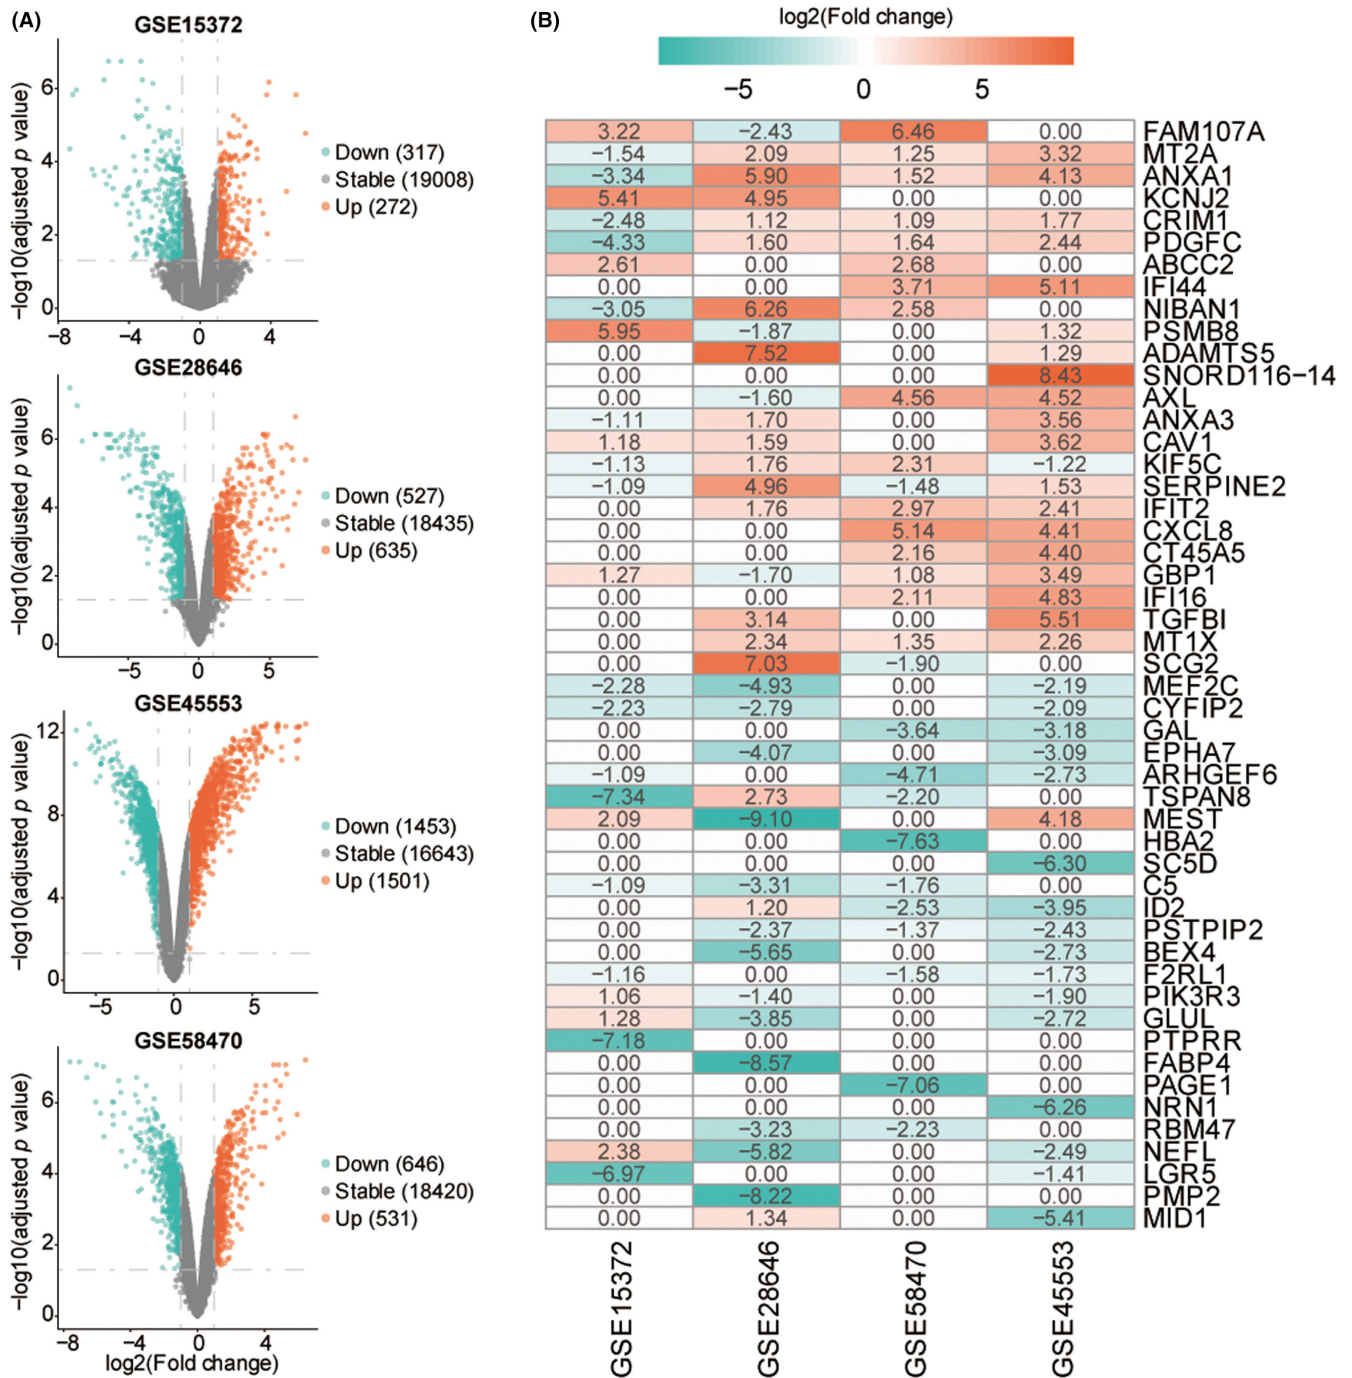 (A)
GSE15372
−log10(adjusted p value)
6
4
2
0
−8
−4
0
4
Down (317)
Stable (19008)
Up (272)
GSE28646
−log10(adjusted p value)
6
4
2
0
−5
0
5
Down (527)
Stable (18435)
Up (635)
GSE45553
−log10(adjusted p value)
12
8
4
0
−5
0
5
Down (1453)
Stable (16643)
Up (1501)
GSE58470
−log10(adjusted p value)
6
4
2
0
−8
−4
0
4
log2(Fold change)
Down (646)
Stable (18420)
Up (531)
(B)
log2(Fold change)
−5 0 5
3.22 −2.43 6.46 0.00 FAM107A
−1.54 2.09 1.25 3.32 MT2A
−3.34 5.90 1.52 4.13 ANXA1
5.41 4.95 0.00 0.00 KCNJ2
−2.48 1.12 1.09 1.77 CRIM1
−4.33 1.60 1.64 2.44 PDGFC
2.61 0.00 2.68 0.00 ABCC2
0.00 0.00 3.71 5.11 IFI44
−3.05 6.26 2.58 0.00 NIBAN1
5.95 −1.87 0.00 1.32 PSMB8
0.00 7.52 0.00 1.29 ADAMTS5
0.00 0.00 0.00 8.43 SNORD116−14
0.00 −1.60 4.56 4.52 AXL
−1.11 1.70 0.00 3.56 ANXA3
1.18 1.59 0.00 3.62 CAV1
−1.13 1.76 2.31 −1.22 KIF5C
−1.09 4.96 −1.48 1.53 SERPINE2
0.00 1.76 2.97 2.41 IFIT2
0.00 0.00 5.14 4.41 CXCL8
0.00 0.00 2.16 4.40 CT45A5
1.27 −1.70 1.08 3.49 GBP1
0.00 0.00 2.11 4.83 IFI16
0.00 3.14 0.00 5.51 TGFBI
0.00 2.34 1.35 2.26 MT1X
0.00 7.03 −1.90 0.00 SCG2
−2.28 −4.93 0.00 −2.19 MEF2C
−2.23 −2.79 0.00 −2.09 CYFIP2
0.00 0.00 −3.64 −3.18 GAL
0.00 −4.07 0.00 −3.09 EPHA7
−1.09 0.00 −4.71 −2.73 ARHGEF6
−7.34 2.73 −2.20 0.00 TSPAN8
2.09 −9.10 0.00 4.18 MEST
0.00 0.00 −7.63 0.00 HBA2
0.00 0.00 0.00 −6.30 SC5D
−1.09 −3.31 −1.76 0.00 C5
0.00 1.20 −2.53 −3.95 ID2
0.00 −2.37 −1.37 −2.43 PSTPIP2
0.00 −5.65 0.00 −2.73 BEX4
−1.16 0.00 −1.58 −1.73 F2RL1
1.06 −1.40 0.00 −1.90 PIK3R3
1.28 −3.85 0.00 −2.72 GLUL
−7.18 0.00 0.00 0.00 PTPRR
0.00 −8.57 0.00 0.00 FABP4
0.00 0.00 −7.06 0.00 PAGE1
0.00 0.00 0.00 −6.26 NRN1
0.00 −3.23 −2.23 0.00 RBM47
2.38 −5.82 0.00 −2.49 NEFL
−6.97 0.00 0.00 −1.41 LGR5
0.00 −8.22 0.00 0.00 PMP2
0.00 1.34 0.00 −5.41 MID1
GSE15372
GSE28646
GSE58470
GSE45553